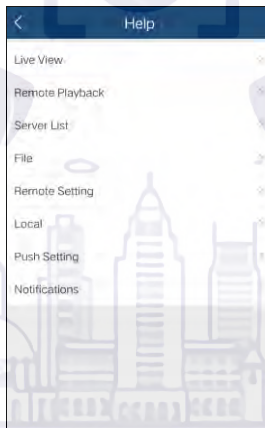 Help
Live View
Remote Playback
Server List
File
Remote Setting
Local
Push Setting
Notifications